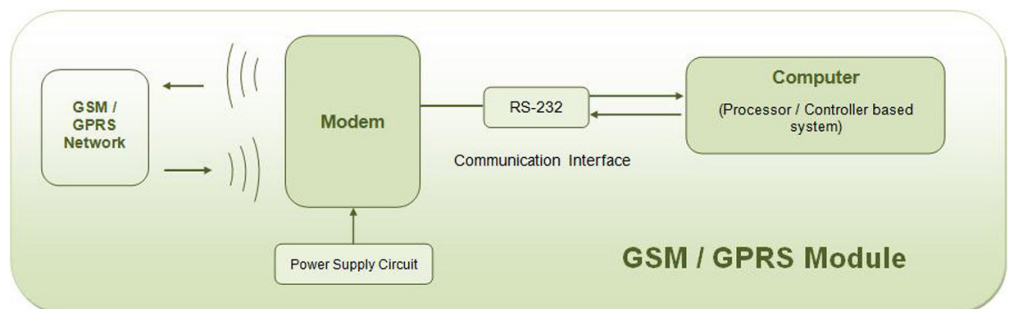 GSM /
GPRS
Network
Modem
RS-232
Computer
(Processor / Controller based
system)
Communication Interface
Power Supply Circuit
GSM / GPRS Module